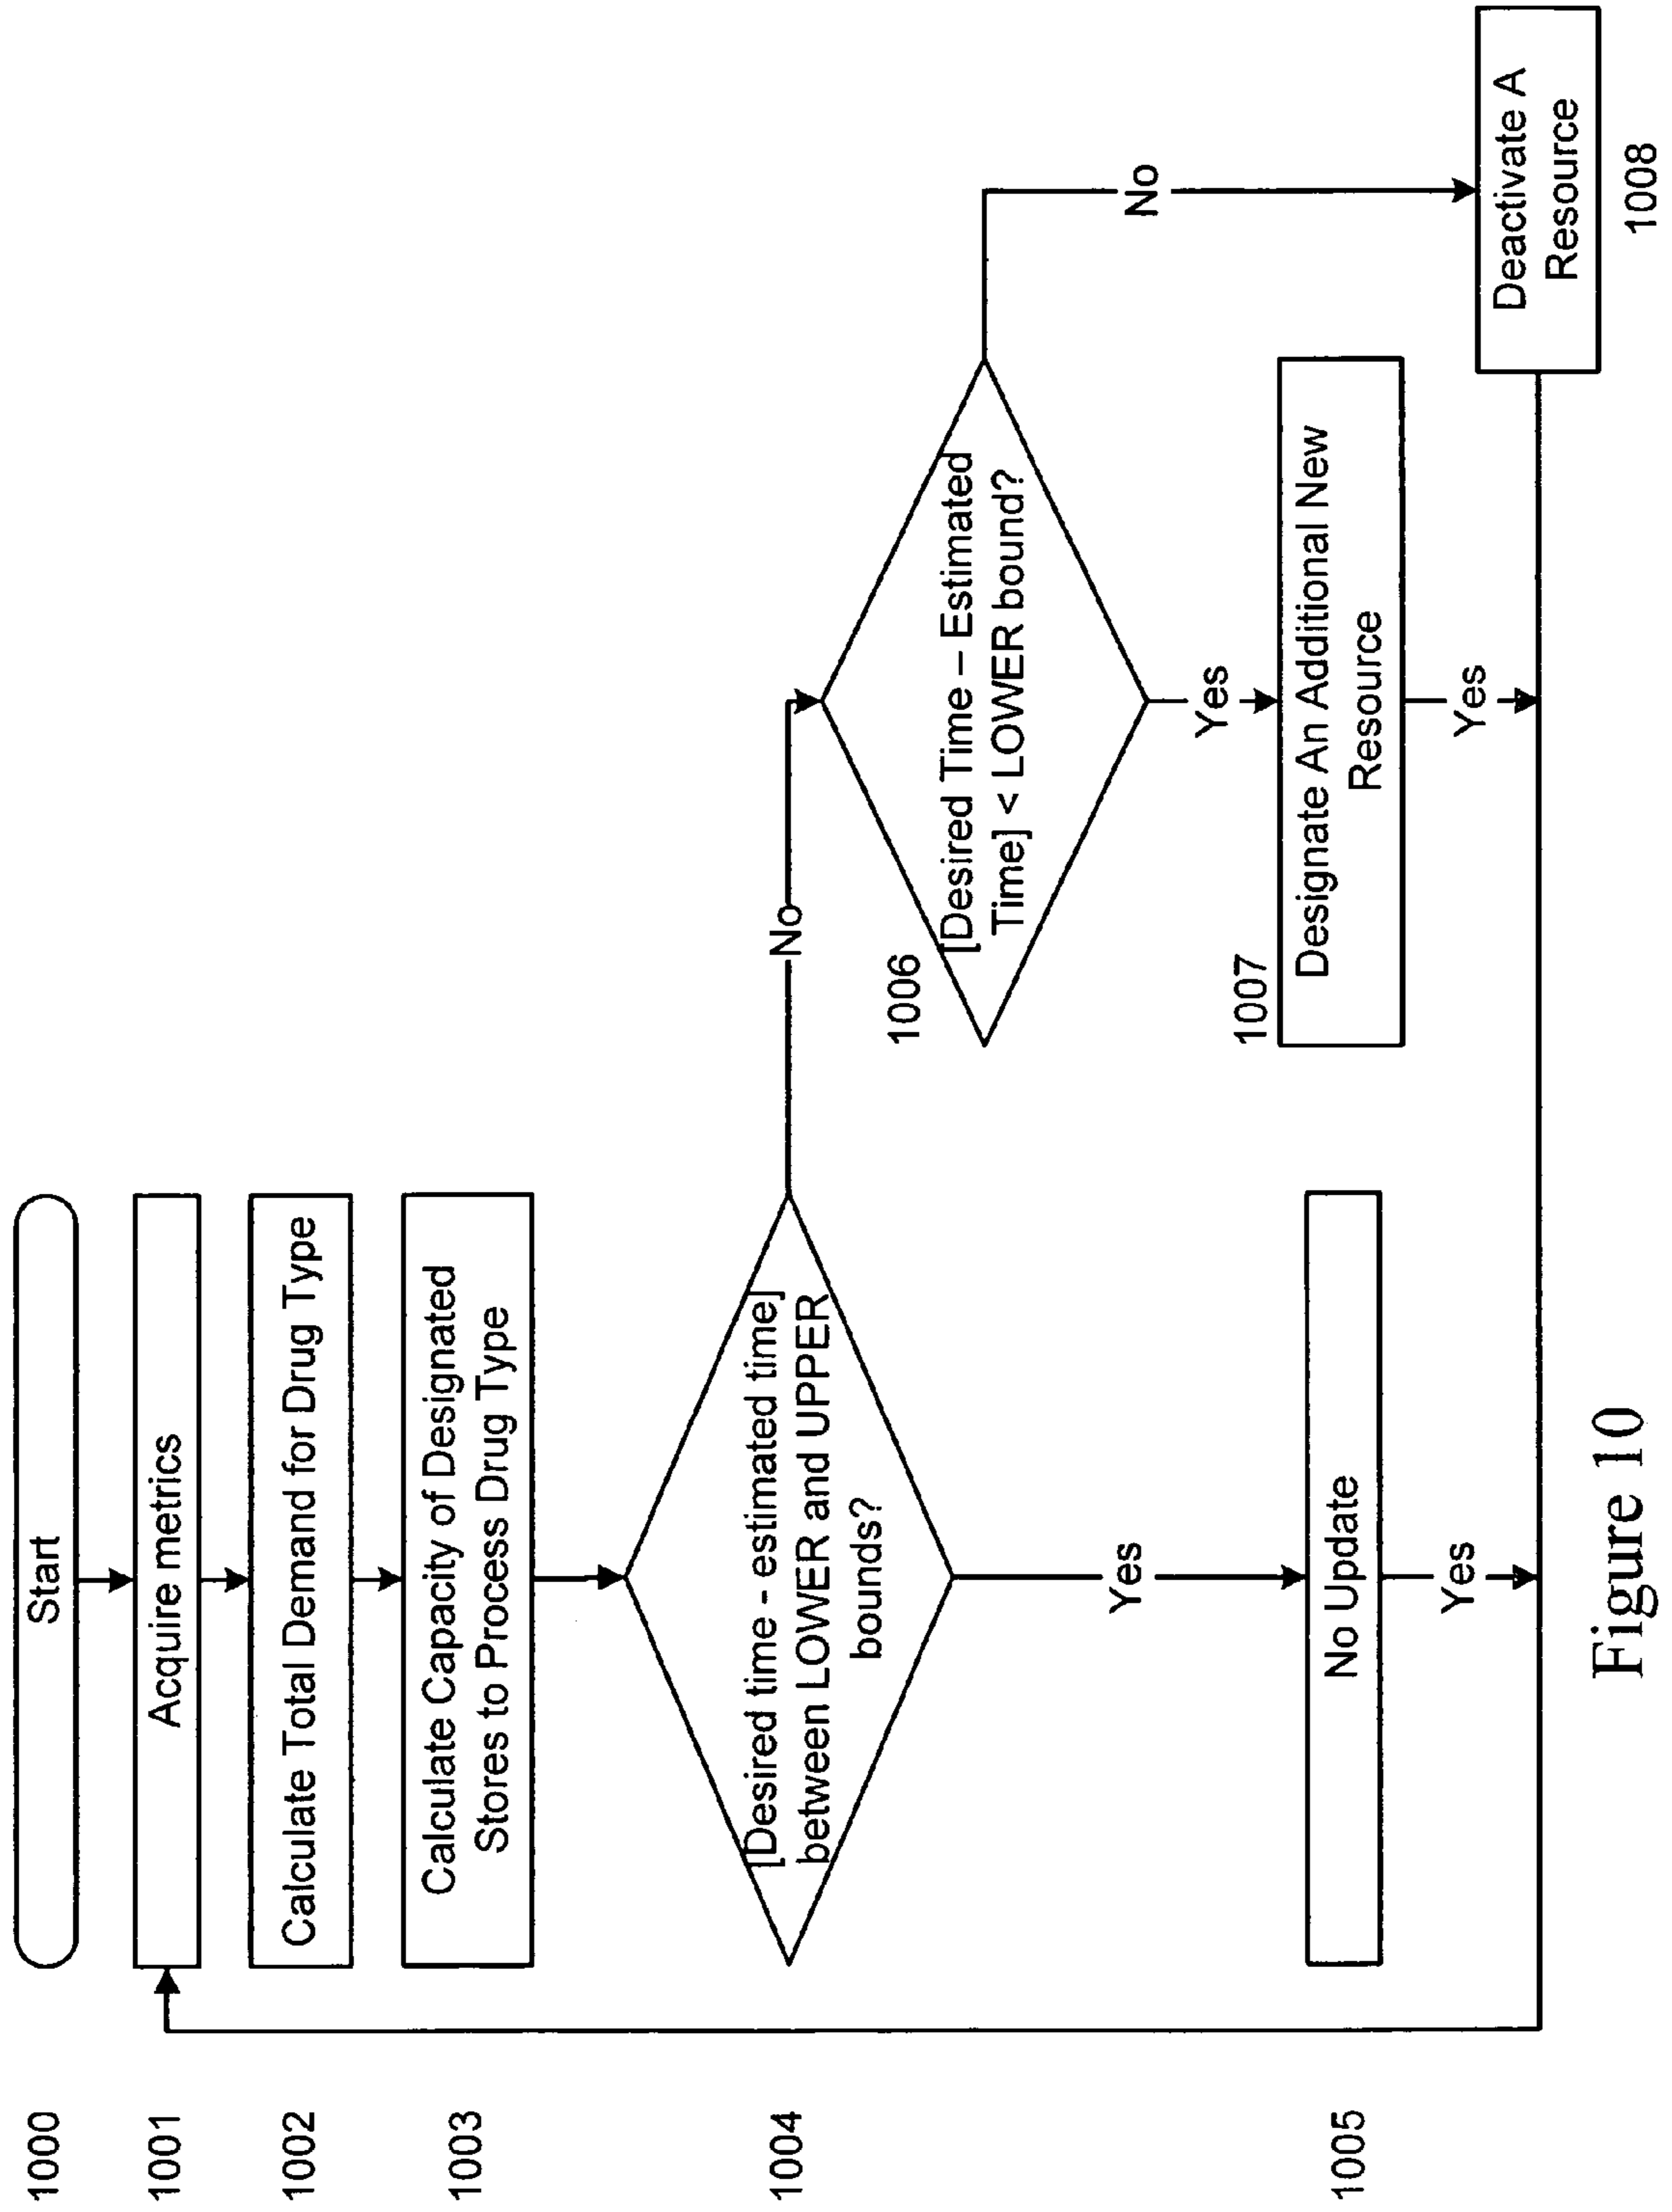 1000
Start
1001
Acquire metrics
1002
Calculate Total Demand for Drug Type
1003
Calculate Capacity of Designated
Stores to Process Drug Type
1004
[Desired time - estimated time]
between LOWER and UPPER
bounds?
No
Yes
1006
[Desired Time – Estimated
Time] < LOWER bound?
No
Yes
1005
No Update
Yes
1007
Designate An Additional New
Resource
Yes
Deactivate A
Resource
1008
Figure 10